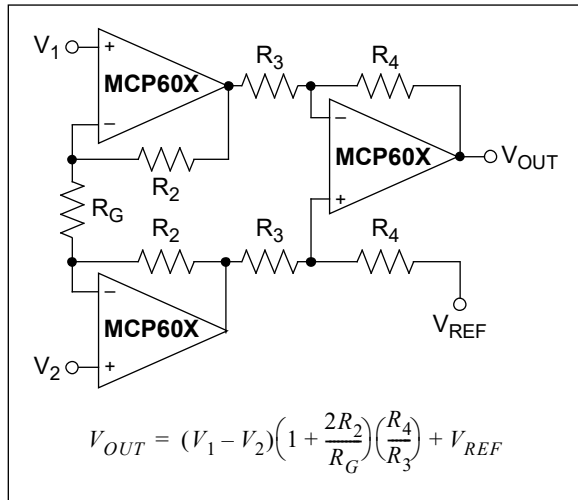 V1
MCP60X
R3
R4
R2
MCP60X
VOUT
RG
R2
R3
R4
MCP60X
VREF
V2
VOUT = (V1 – V2)(1 + 2R2/RG)(R4/R3) + VREF